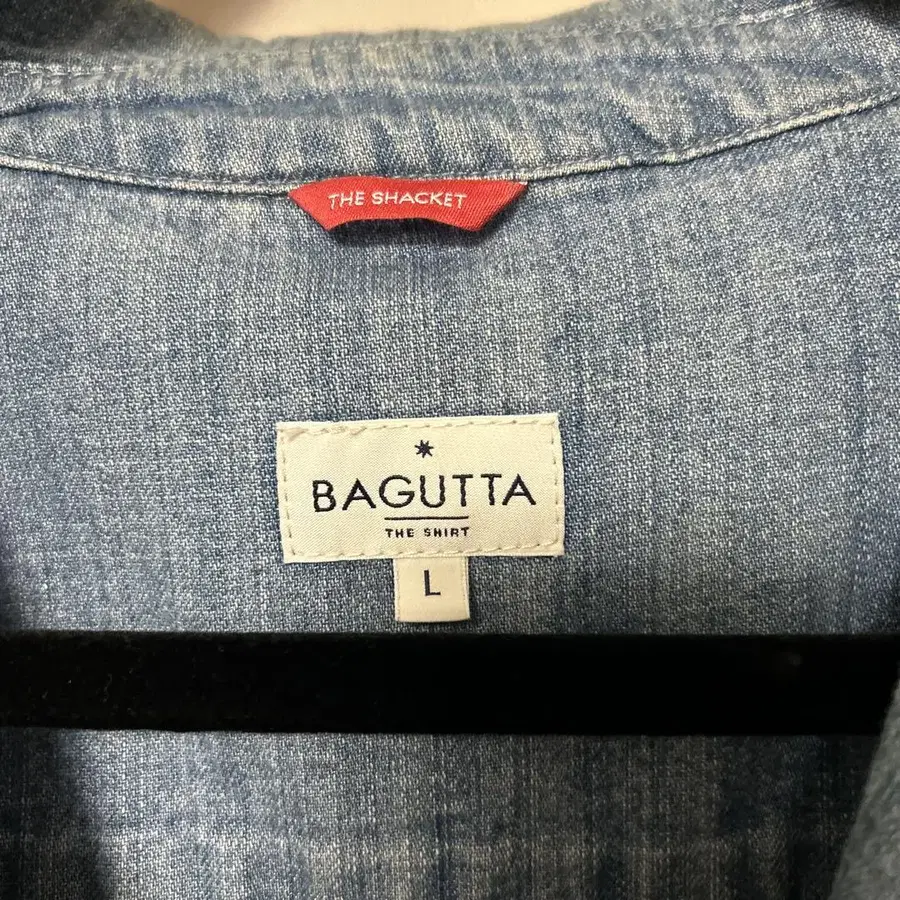 THE SHACKET
BAGUTTA
THE SHIRT
L